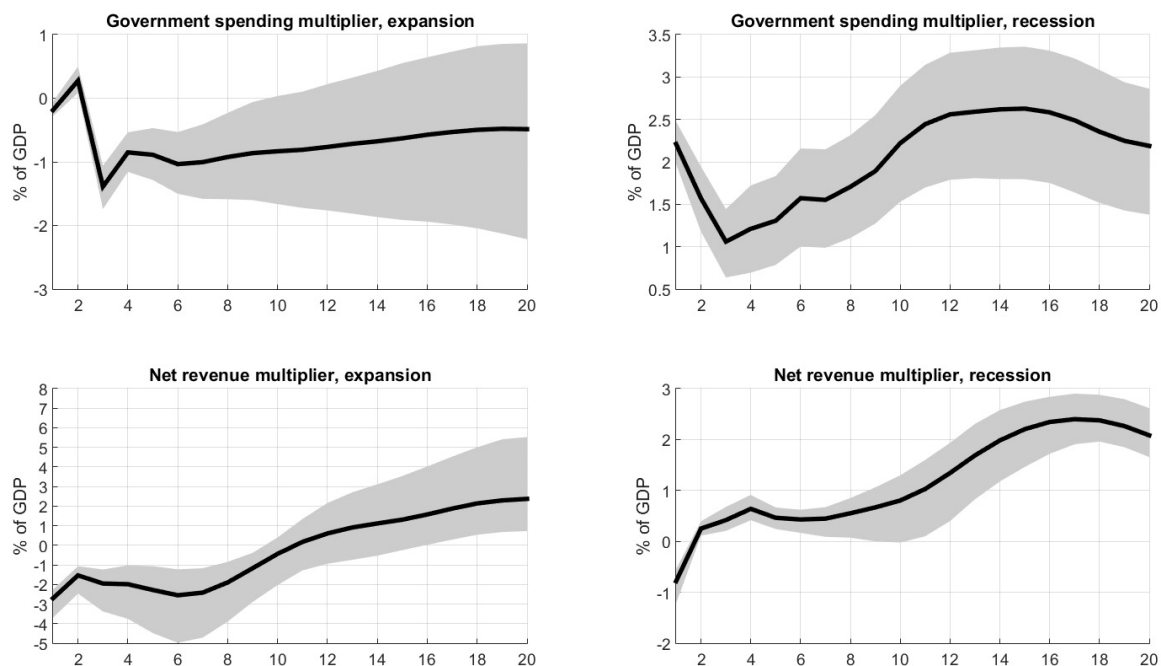 Government spending multiplier, expansion
1
0
-1
-2
-3
% of GDP
2 4 6 8 10 12 14 16 18 20
Government spending multiplier, recession
3.5
3
2.5
2
1.5
1
0.5
% of GDP
2 4 6 8 10 12 14 16 18 20
Net revenue multiplier, expansion
8
7
6
5
4
3
2
1
0
-1
-2
-3
-4
-5
% of GDP
2 4 6 8 10 12 14 16 18 20
Net revenue multiplier, recession
3
2
1
0
-1
-2
% of GDP
2 4 6 8 10 12 14 16 18 20